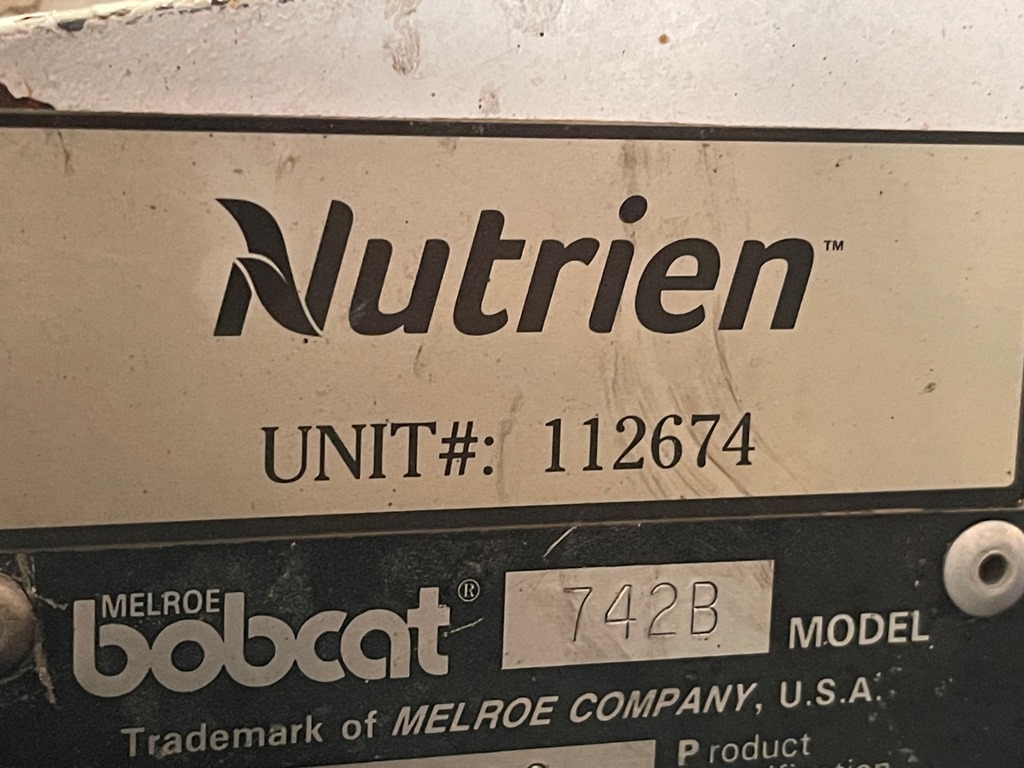 Nutrien™
UNIT#: 112674
MELROE
bobcat® 742B MODEL
Trademark of MELROE COMPANY, U.S.A.
Product